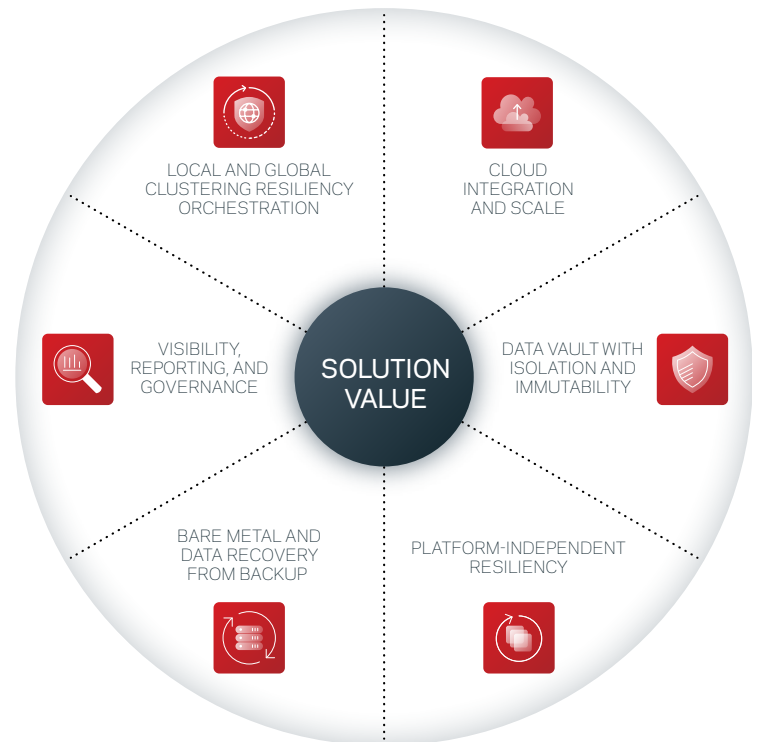 LOCAL AND GLOBAL
CLUSTERING RESILIENCY
ORCHESTRATION
CLOUD
INTEGRATION
AND SCALE
VISIBILITY,
REPORTING, AND
GOVERNANCE
SOLUTION
VALUE
DATA VAULT WITH
ISOLATION AND
IMMUTABILITY
BARE METAL AND
DATA RECOVERY
FROM BACKUP
PLATFORM-INDEPENDENT
RESILIENCY